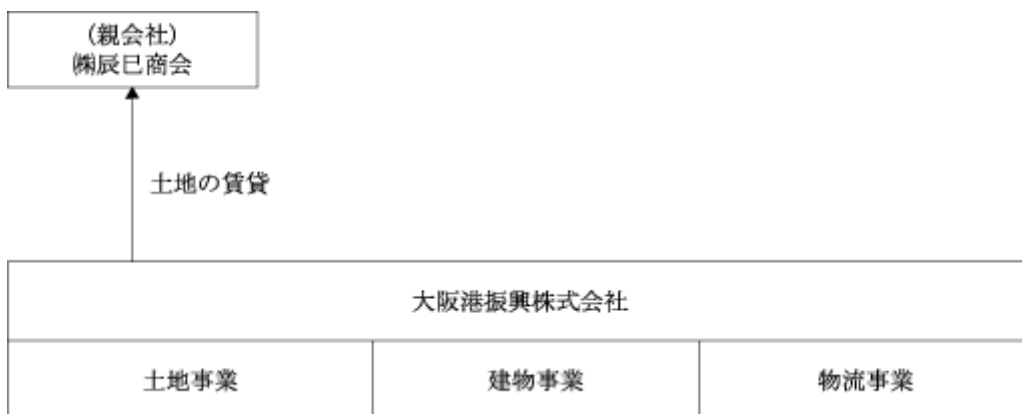 (親会社)
㈱辰巳商会
土地の賃貸
大阪港振興株式会社
土地事業
建物事業
物流事業